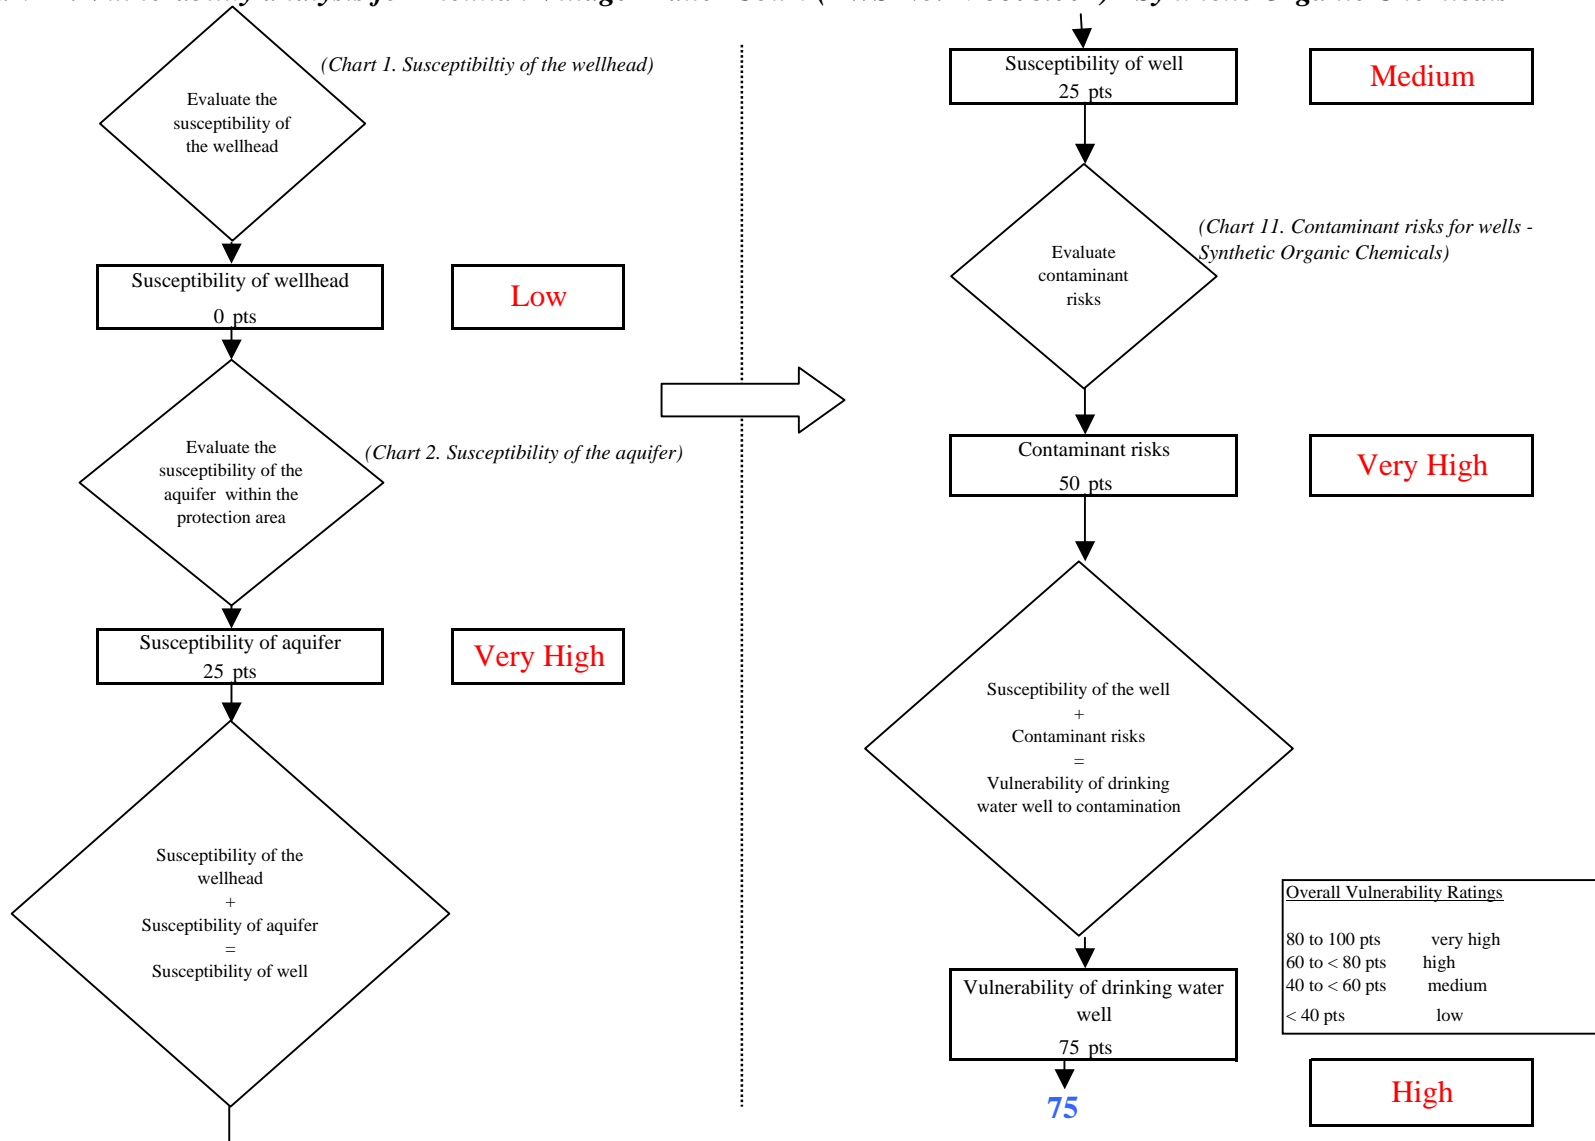 (Chart 1. Susceptibiltiy of the wellhead)
Evaluate the
susceptibility of
the wellhead
Susceptibility of wellhead
0 pts
Low
Evaluate the
susceptibility of the
aquifer within the
protection area
(Chart 2. Susceptibility of the aquifer)
Susceptibility of aquifer
25 pts
Very High
Susceptibility of the
wellhead
+
Susceptibility of aquifer
=
Susceptibility of well
Susceptibility of well
25 pts
Medium
(Chart 11. Contaminant risks for wells -
Synthetic Organic Chemicals)
Evaluate
contaminant
risks
Contaminant risks
50 pts
Very High
Susceptibility of the well
+
Contaminant risks
=
Vulnerability of drinking
water well to contamination
Vulnerability of drinking water
well
75 pts
75
Overall Vulnerability Ratings
80 to 100 pts very high
60 to < 80 pts high
40 to < 60 pts medium
< 40 pts low
High